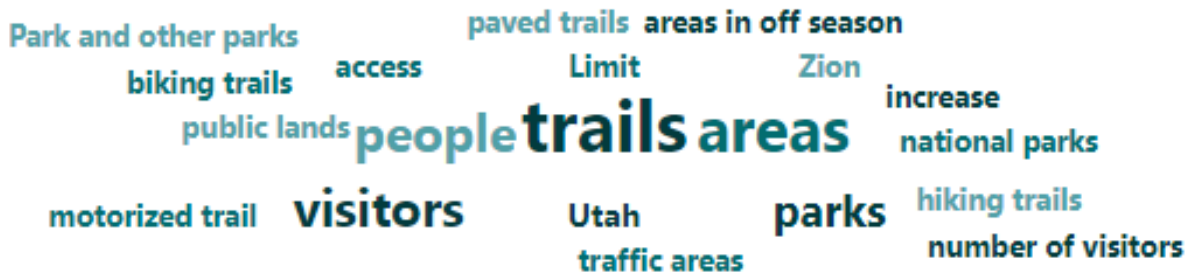 paved trails areas in off season
Park and other parks
access Limit Zion
biking trails
increase
public lands people trails areas
national parks
hiking trails
motorized trail visitors Utah parks
number of visitors
traffic areas